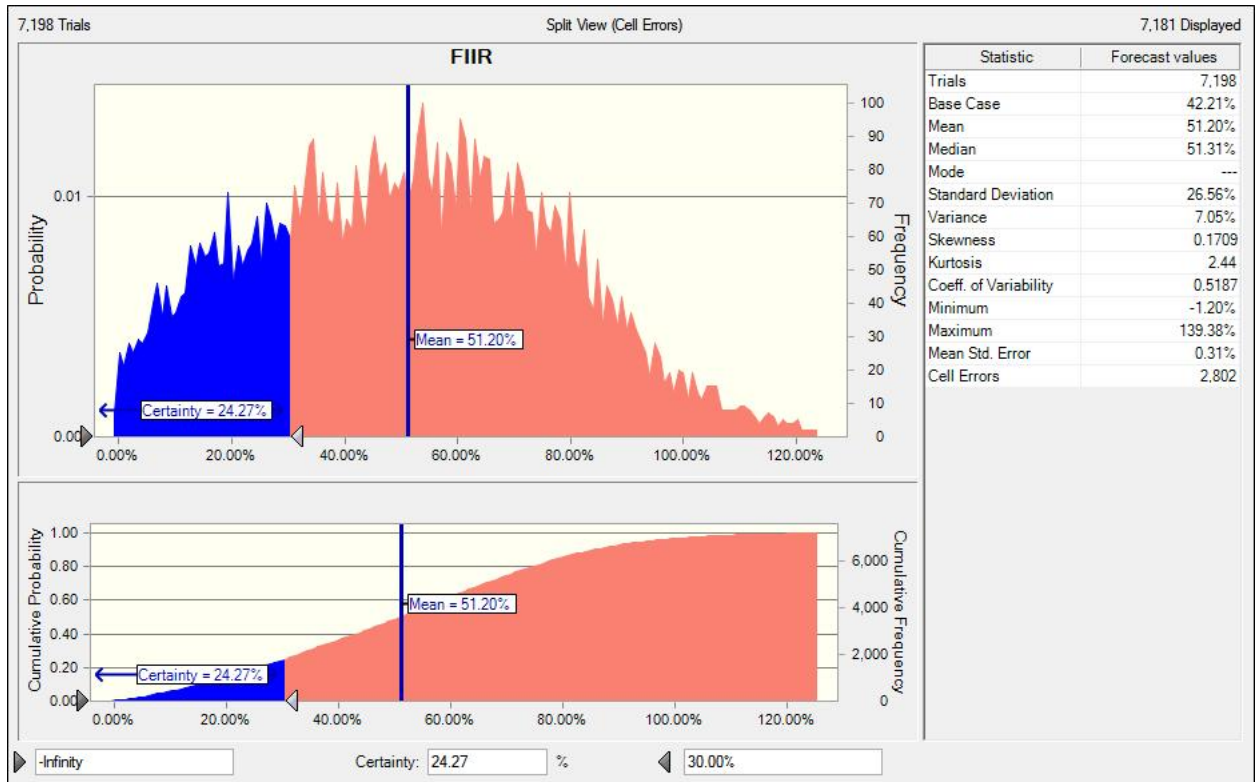 7,198 Trials
Split View (Cell Errors)
7,181 Displayed
FIIR
Probability
0.01
0.00
100
90
80
70
60
50
40
30
20
10
0
Frequency
Mean = 51.20%
Certainty = 24.27%
0.00% 20.00% 40.00% 60.00% 80.00% 100.00% 120.00%
Cumulative Probability
1.00
0.80
0.60
0.40
0.20
0.00
6,000
4,000
2,000
0
Cumulative Frequency
Mean = 51.20%
Certainty = 24.27%
0.00% 20.00% 40.00% 60.00% 80.00% 100.00% 120.00%
Statistic Forecast values
Trials 7,198
Base Case 42.21%
Mean 51.20%
Median 51.31%
Mode ---
Standard Deviation 26.56%
Variance 7.05%
Skewness 0.1709
Kurtosis 2.44
Coeff. of Variability 0.5187
Minimum -1.20%
Maximum 139.38%
Mean Std. Error 0.31%
Cell Errors 2,802
-Infinity Certainty: 24.27 % 30.00%